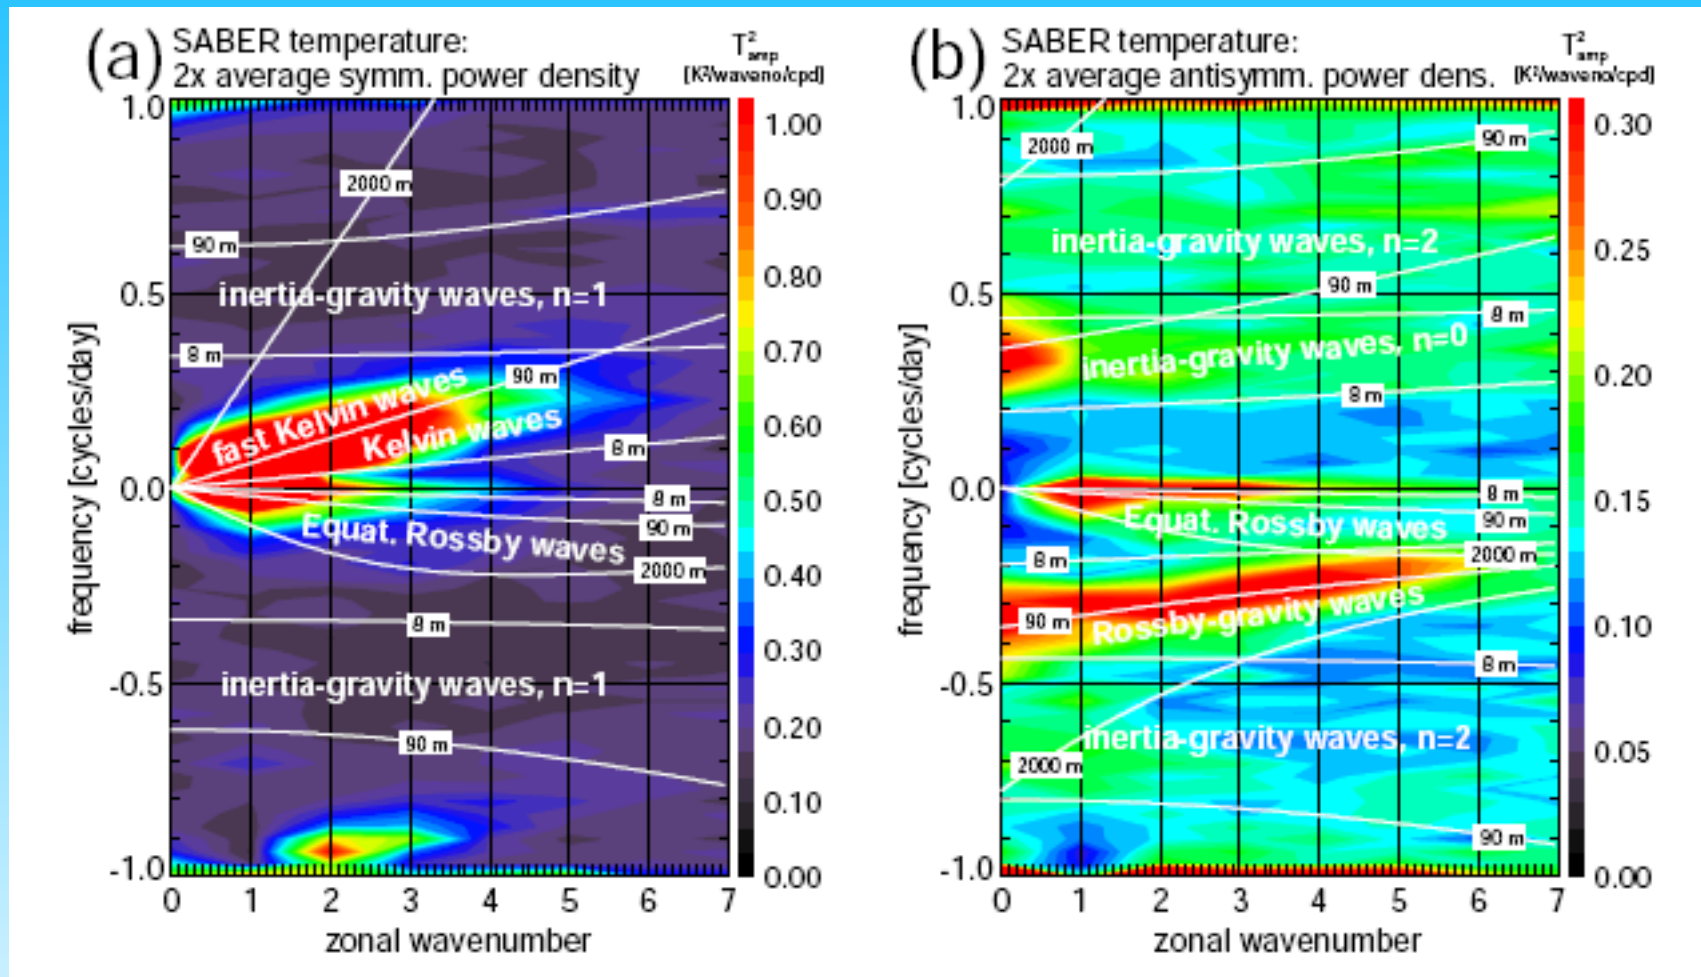 (a) SABER temperature:
2x average symm. power density
T²amp
[K²/waveno/cpd]
1.0
0.5
0.0
-0.5
-1.0
frequency [cycles/day]
2000 m
90 m
inertia-gravity waves, n=1
8 m
fast Kelvin waves
90 m
Kelvin waves
8 m
8 m
90 m
Equat. Rossby waves
2000 m
8 m
inertia-gravity waves, n=1
90 m
0 1 2 3 4 5 6 7
zonal wavenumber
1.00
0.90
0.80
0.70
0.60
0.50
0.40
0.30
0.20
0.10
0.00
(b) SABER temperature:
2x average antisymm. power dens.
T²amp
[K²/waveno/cpd]
1.0
0.5
0.0
-0.5
-1.0
frequency [cycles/day]
2000 m
90 m
inertia-gravity waves, n=2
90 m
8 m
inertia-gravity waves, n=0
8 m
8 m
90 m
Equat. Rossby waves
2000 m
8 m
90 m
Rossby-gravity waves
8 m
inertia-gravity waves, n=2
2000 m
90 m
0 1 2 3 4 5 6 7
zonal wavenumber
0.30
0.25
0.20
0.15
0.10
0.05
0.00